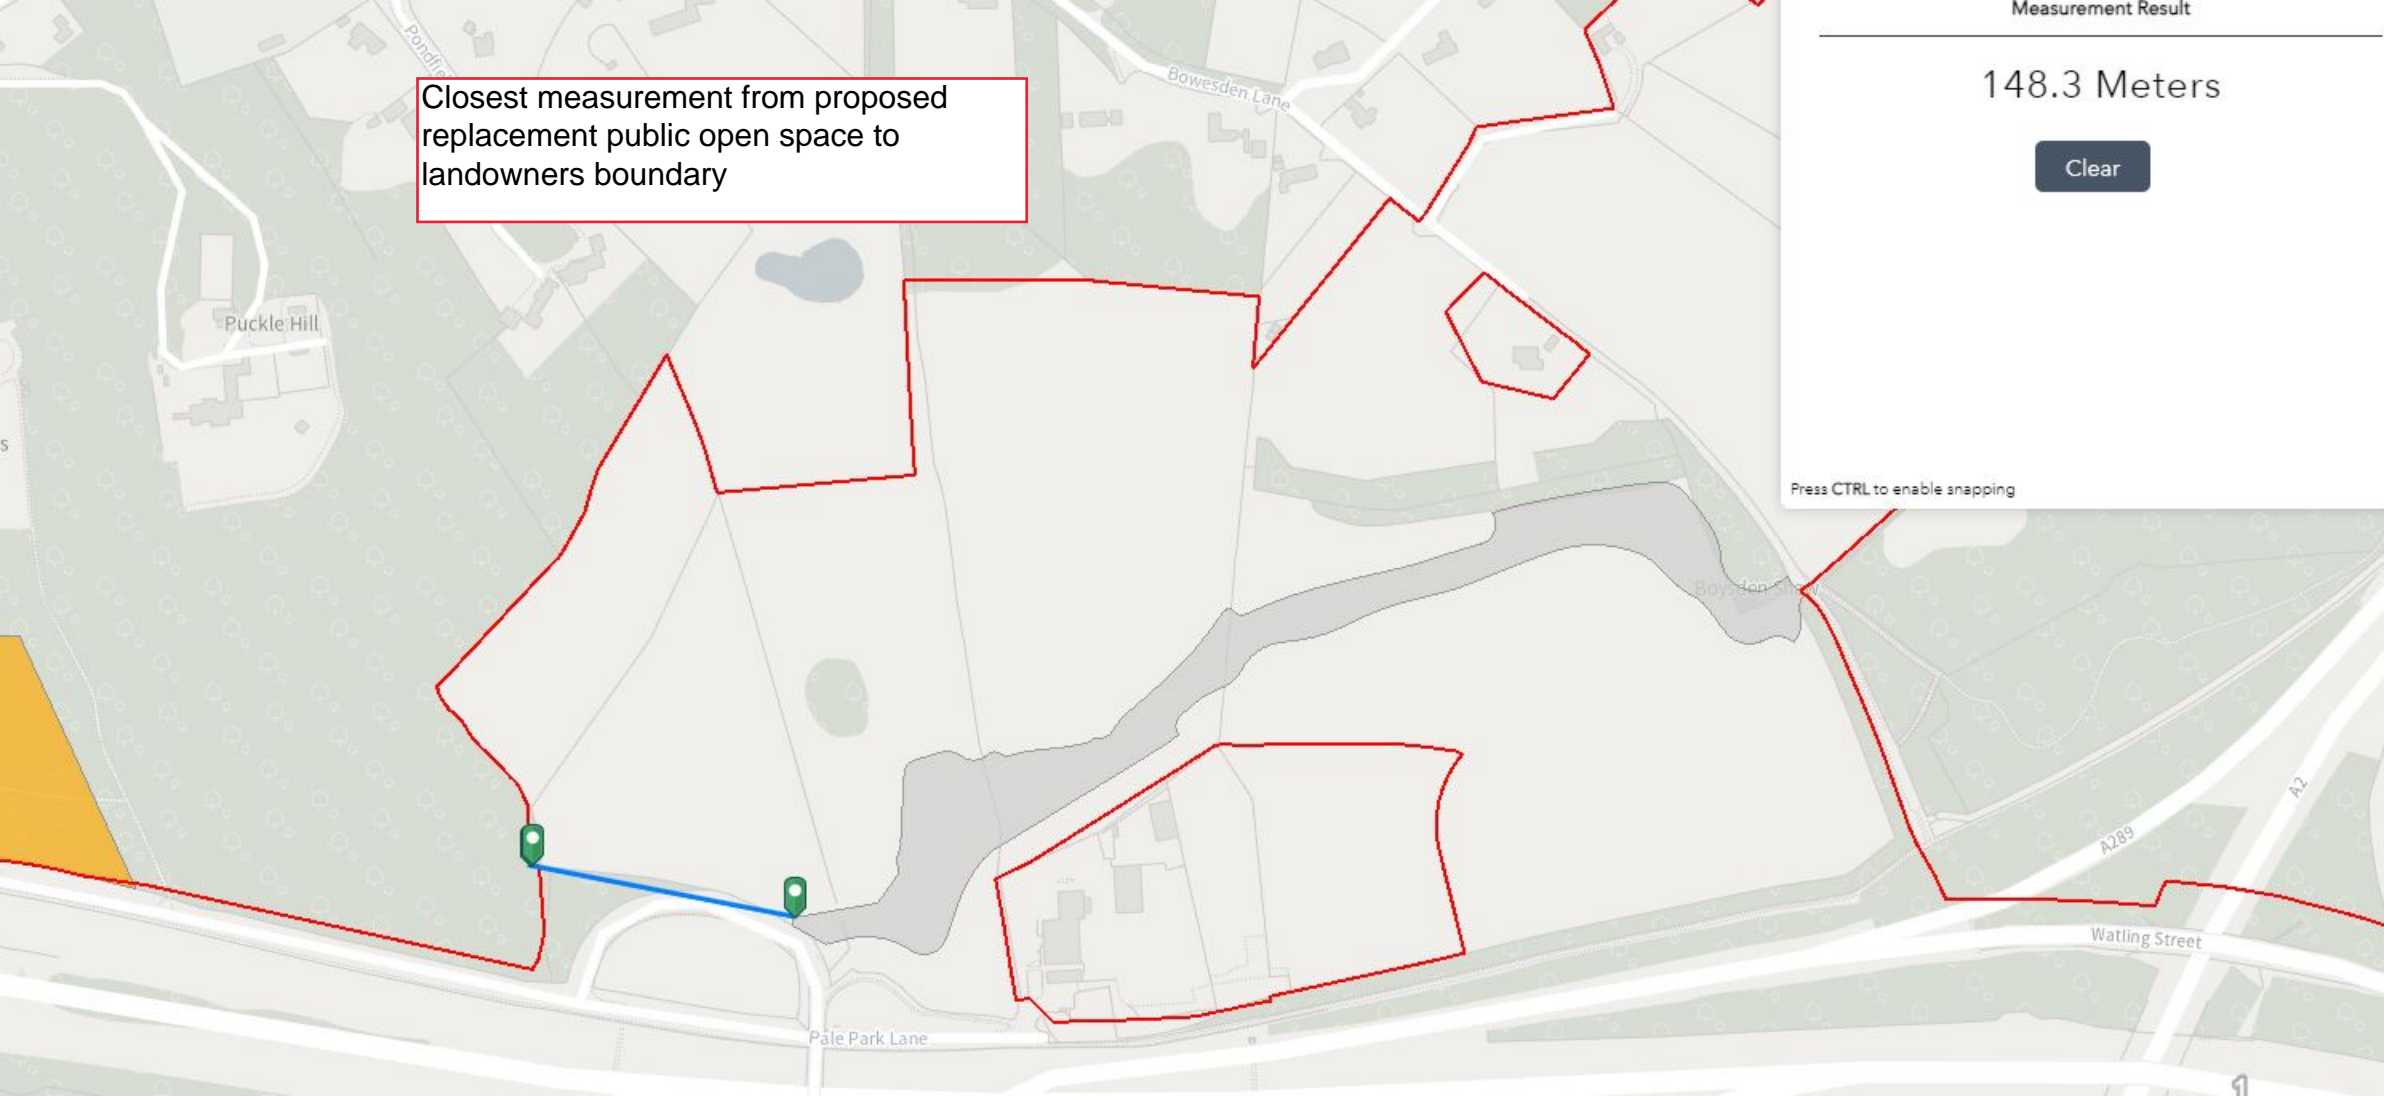 Measurement Result
148.3 Meters
Clear
Press CTRL to enable snapping
Closest measurement from proposed
replacement public open space to
landowners boundary
Bowesden Lane
Puckle Hill
s
A289
A2
Watling Street
Pale Park Lane
1